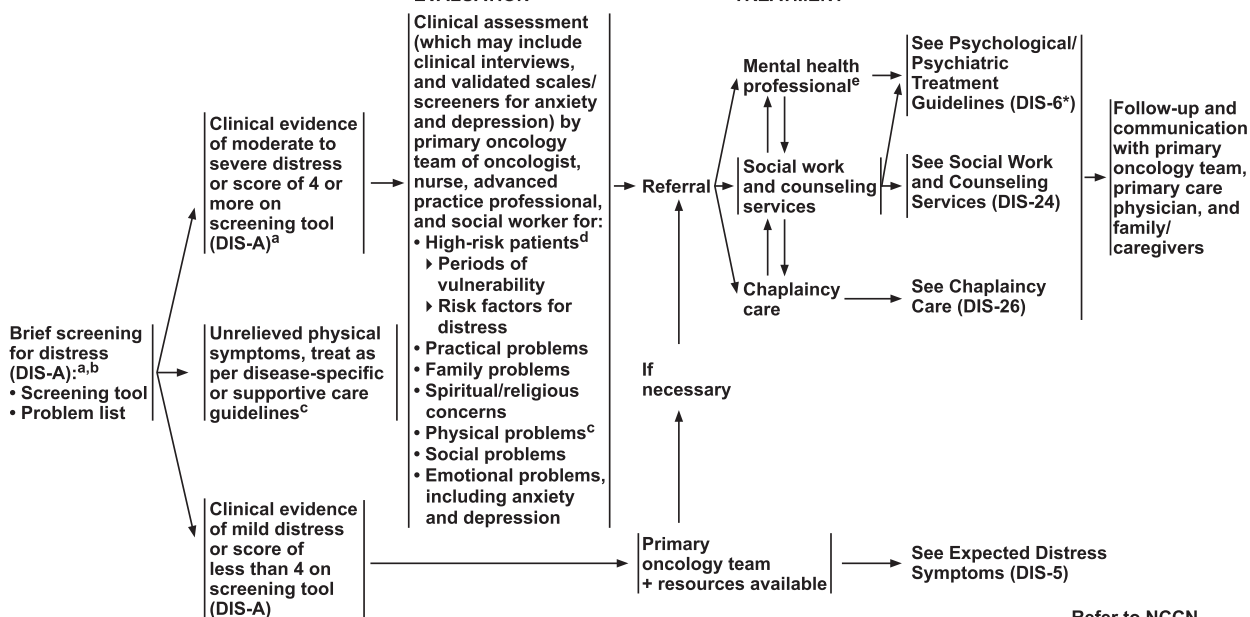 EVALUATION
TREATMENT
Brief screening
for distress
(DIS-A):a,b
• Screening tool
• Problem list
Clinical evidence
of moderate to
severe distress
or score of 4 or
more on
screening tool
(DIS-A)a
Unrelieved physical
symptoms, treat as
per disease-specific
or supportive care
guidelinesc
Clinical evidence
of mild distress
or score of
less than 4 on
screening tool
(DIS-A)
Clinical assessment
(which may include
clinical interviews,
and validated scales/
screeners for anxiety
and depression) by
primary oncology
team of oncologist,
nurse, advanced
practice professional,
and social worker for:
• High-risk patientsd
Periods of
vulnerability
Risk factors for
distress
• Practical problems
• Family problems
• Spiritual/religious
concerns
• Physical problemsc
• Social problems
• Emotional problems,
including anxiety
and depression
Referral
If
necessary
Primary
oncology team
+ resources available
Mental health
professionale
Social work
and counseling
services
Chaplaincy
care
See Psychological/
Psychiatric
Treatment
Guidelines (DIS-6*)
See Social Work
and Counseling
Services (DIS-24)
See Chaplaincy
Care (DIS-26)
See Expected Distress
Symptoms (DIS-5)
Follow-up and
communication
with primary
oncology team,
primary care
physician, and
family/
caregivers
Refer to NCCN